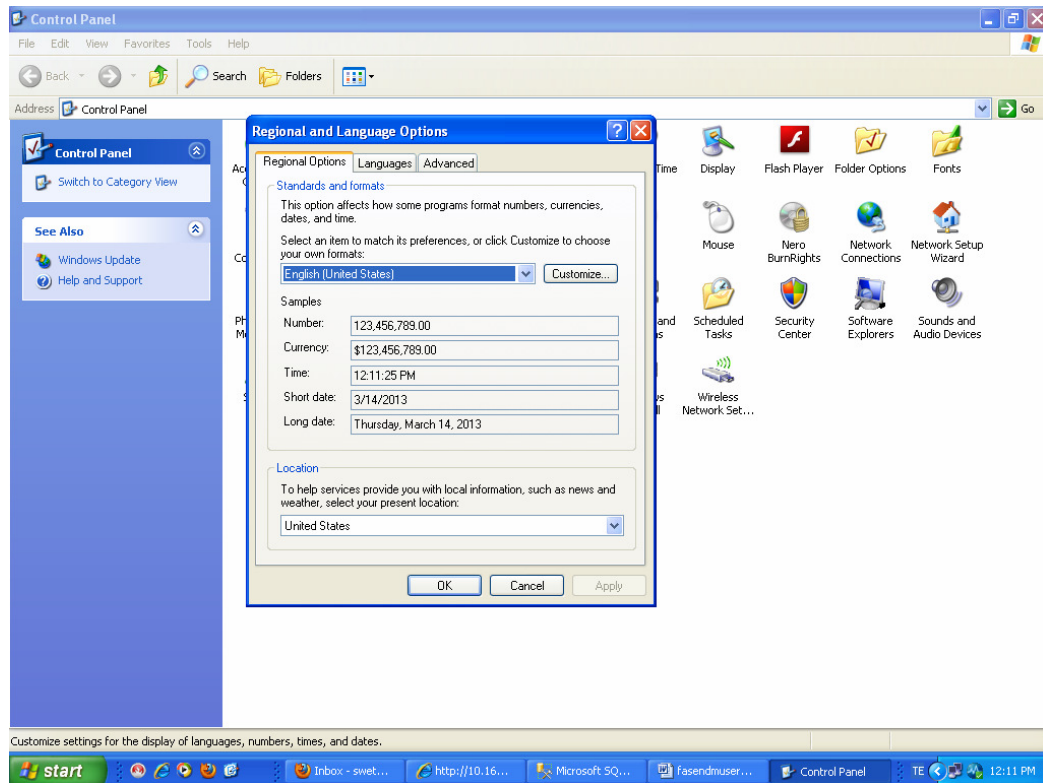 Control Panel
File Edit View Favorites Tools Help
Back Search Folders
Address Control Panel Go
Control Panel
Switch to Category View
See Also
Windows Update
Help and Support
Regional and Language Options
Regional Options Languages Advanced
Standards and formats
This option affects how some programs format numbers, currencies,
dates, and time.
Select an item to match its preferences, or click Customize to choose
your own formats:
English (United States) Customize...
Samples
Number: 123,456,789.00
Currency: $123,456,789.00
Time: 12:11:25 PM
Short date: 3/14/2013
Long date: Thursday, March 14, 2013
Location
To help services provide you with local information, such as news and
weather, select your present location:
United States
OK Cancel Apply
Time Display Flash Player Folder Options Fonts
Mouse Nero
BurnRights Network
Connections Network Setup
Wizard
and Scheduled
Tasks Security
Center Software
Explorers Sounds and
Audio Devices
Wireless
Network Set...
Customize settings for the display of languages, numbers, times, and dates.
start Inbox - swet... http://10.16... Microsoft SQ... fasendmuser... Control Panel TE 12:11 PM